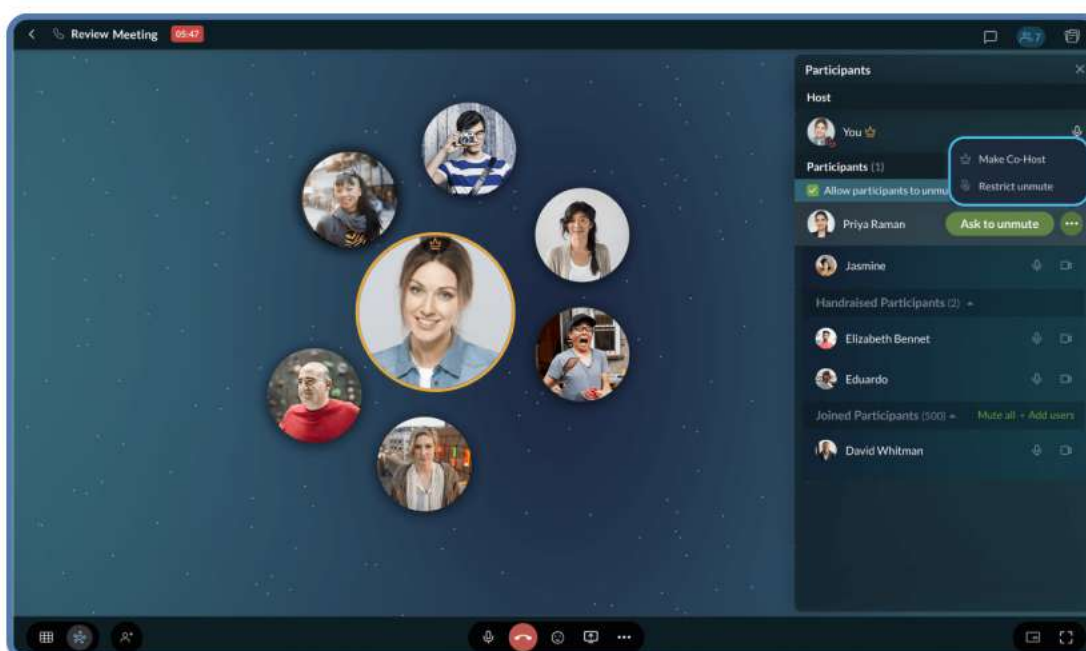 Review Meeting 05:47
7
Participants
Host
You
Make Co-Host
Participants (1)
Restrict unmute
Allow participants to unmu
Priya Raman Ask to unmute
Jasmine
Handraised Participants (2)
Elizabeth Bennet
Eduardo
Joined Participants (500) Mute all + Add users
David Whitman